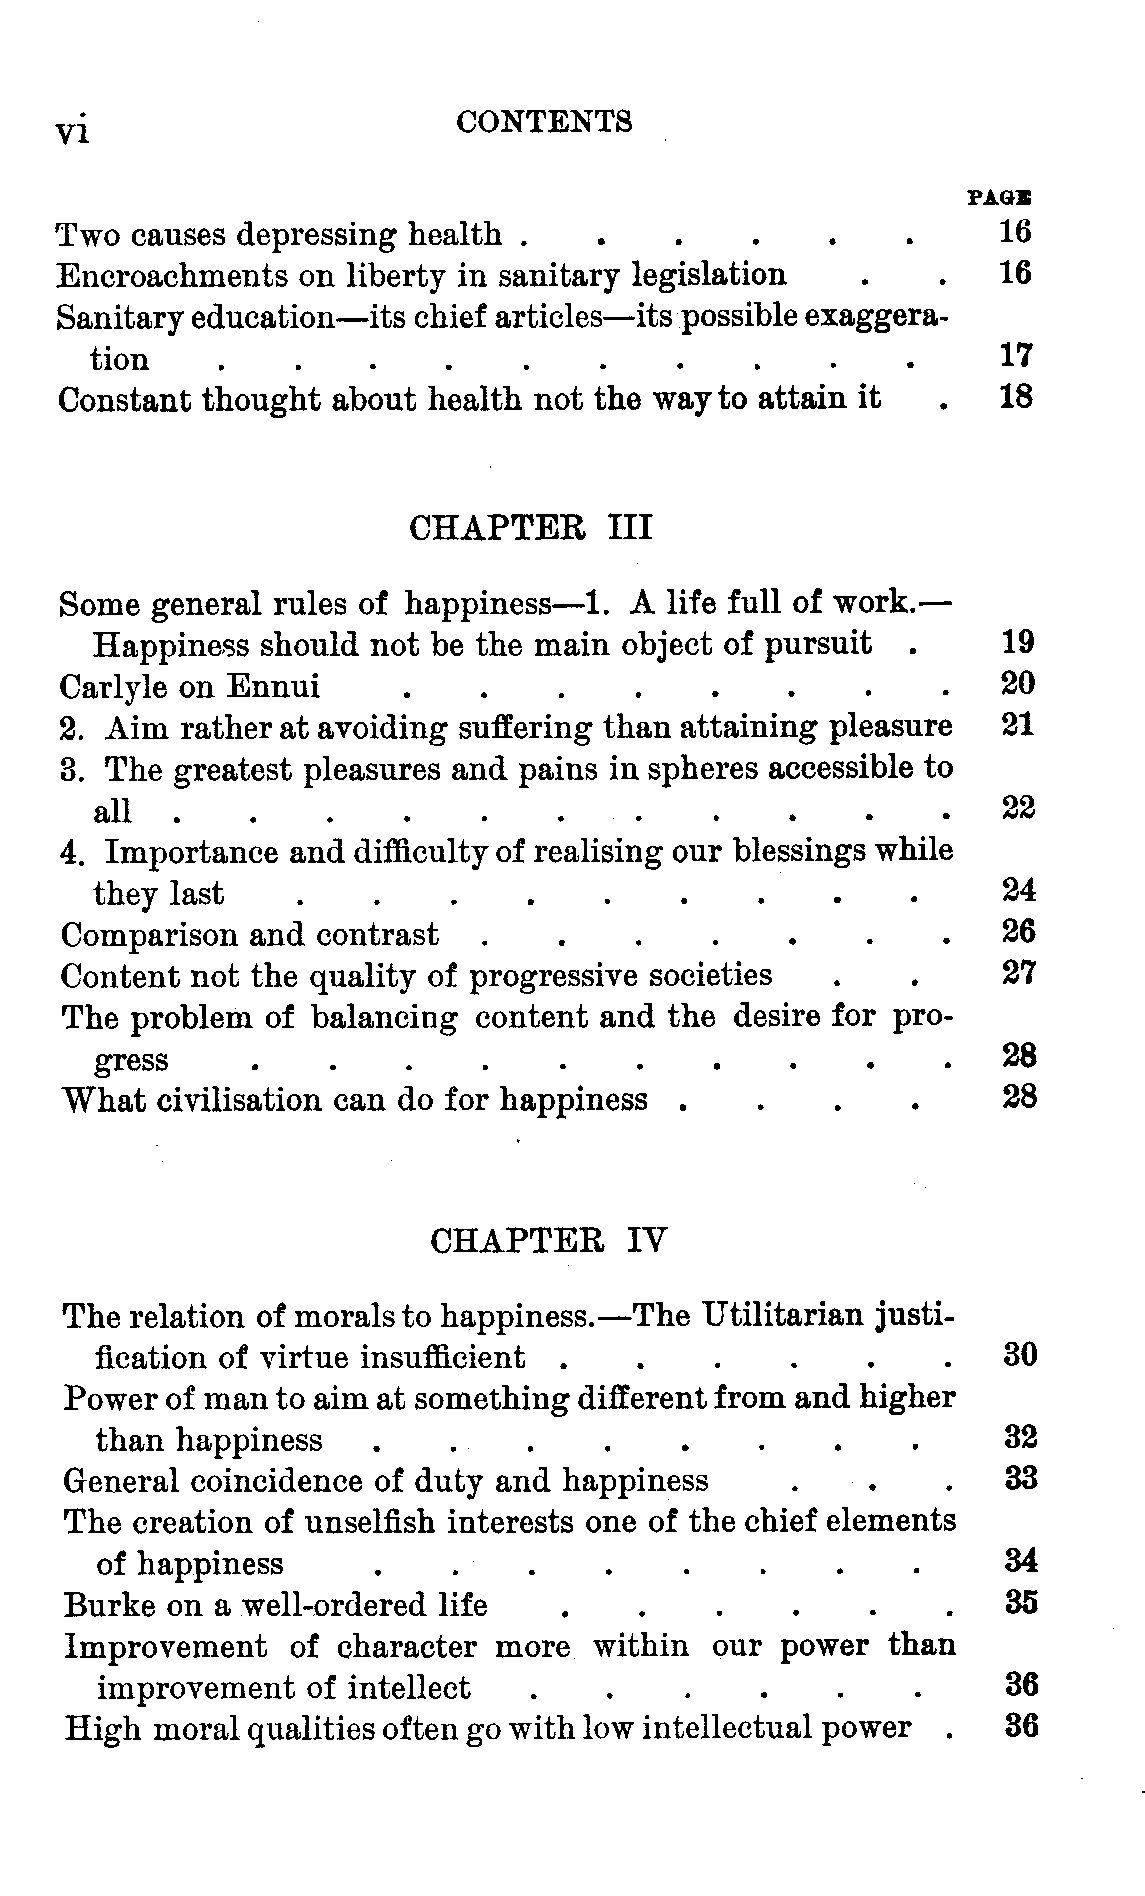 vi CONTENTS
PAGE
Two causes depressing health . . . . . . 16
Encroachments on liberty in sanitary legislation . . 16
Sanitary education—its chief articles—its possible exaggera-
tion . . . . . . . . . . 17
Constant thought about health not the way to attain it . 18
CHAPTER III
Some general rules of happiness—1. A life full of work.—
Happiness should not be the main object of pursuit . 19
Carlyle on Ennui . . . . . . . . 20
2. Aim rather at avoiding suffering than attaining pleasure 21
3. The greatest pleasures and pains in spheres accessible to
all . . . . . . . . . . . 22
4. Importance and difficulty of realising our blessings while
they last . . . . . . . . . 24
Comparison and contrast . . . . . . . 26
Content not the quality of progressive societies . . 27
The problem of balancing content and the desire for pro-
gress . . . . . . . . . . 28
What civilisation can do for happiness . . . . 28
CHAPTER IV
The relation of morals to happiness.—The Utilitarian justi-
fication of virtue insufficient . . . . . . 30
Power of man to aim at something different from and higher
than happiness . . . . . . . . 32
General coincidence of duty and happiness . . . 33
The creation of unselfish interests one of the chief elements
of happiness . . . . . . . . 34
Burke on a well-ordered life . . . . . . 35
Improvement of character more within our power than
improvement of intellect . . . . . . 36
High moral qualities often go with low intellectual power . 36